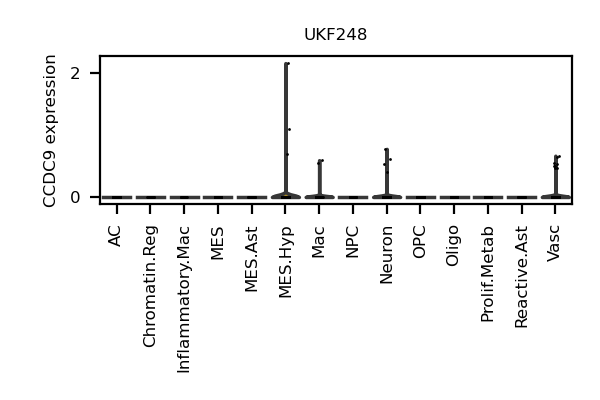 UKF248
CCDC9 expression
2
0
AC
Chromatin.Reg
Inflammatory.Mac
MES
MES.Ast
MES.Hyp
Mac
NPC
Neuron
OPC
Oligo
Prolif.Metab
Reactive.Ast
Vasc